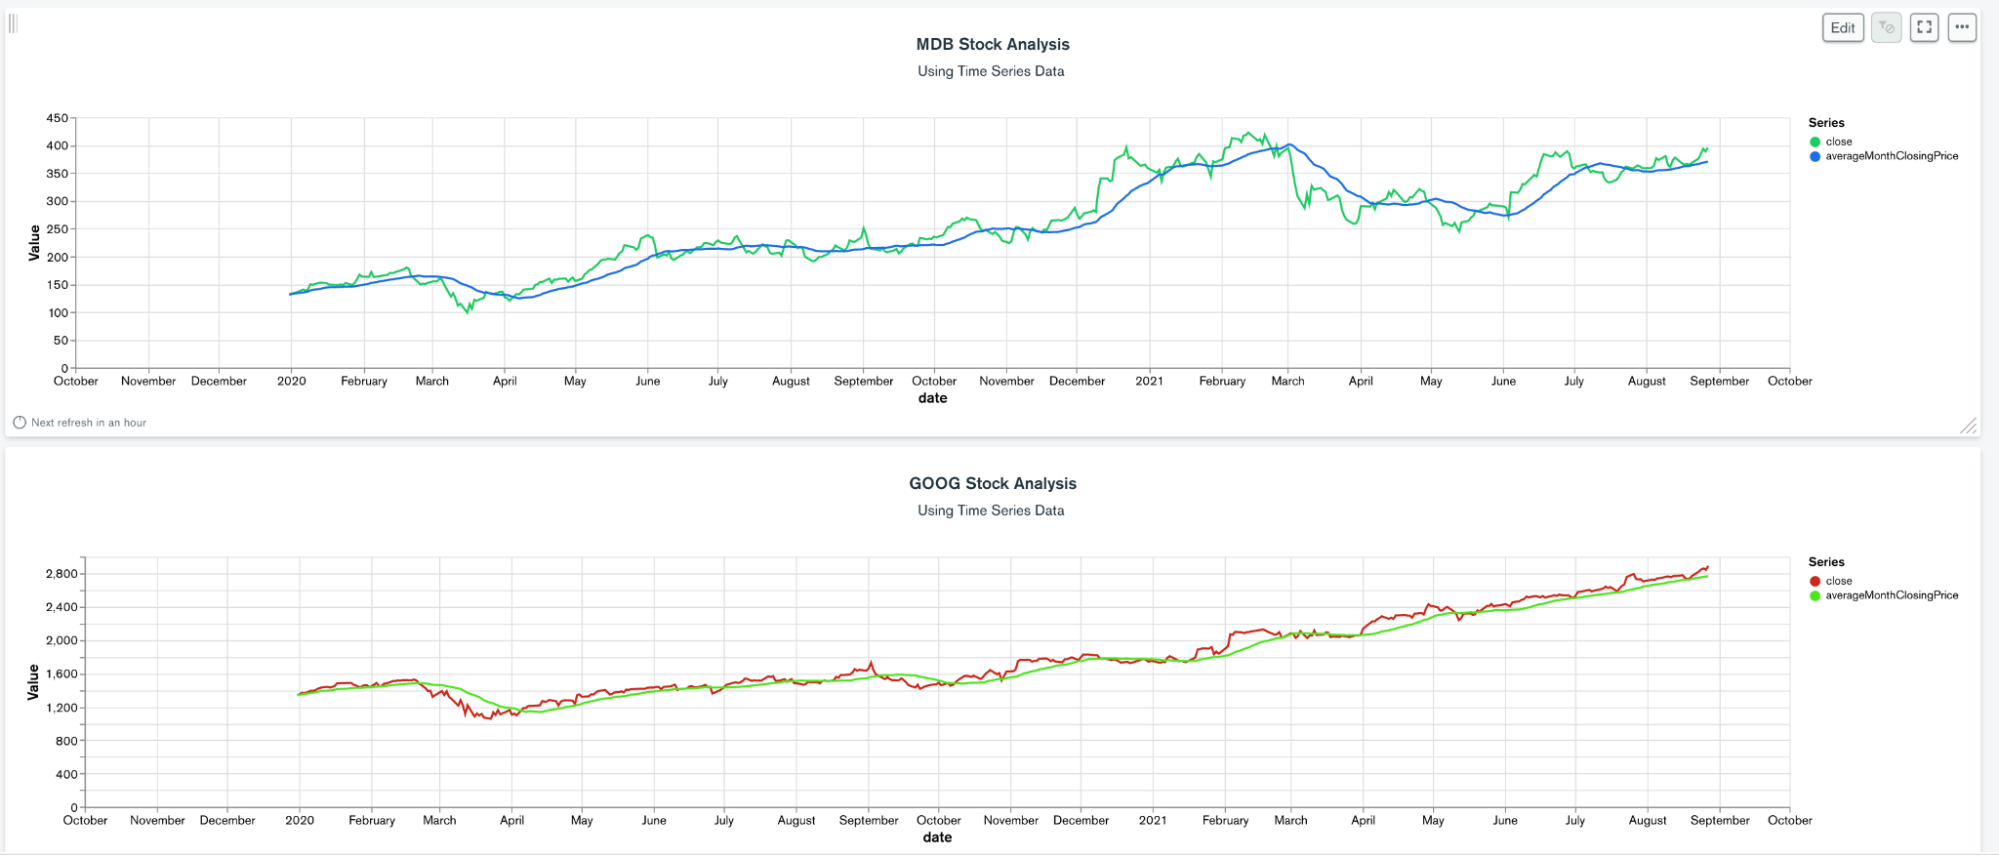 Edit
MDB Stock Analysis
Using Time Series Data
450
400
350
300
250
200
150
100
50
0
Value
October November December 2020 February March April May June July August September October November December 2021 February March April May June July August September October
date
Series
close
averageMonthClosingPrice
Next refresh in an hour
GOOG Stock Analysis
Using Time Series Data
2,800
2,400
2,000
1,600
1,200
800
400
0
Value
October November December 2020 February March April May June July August September October November December 2021 February March April May June July August September October
date
Series
close
averageMonthClosingPrice